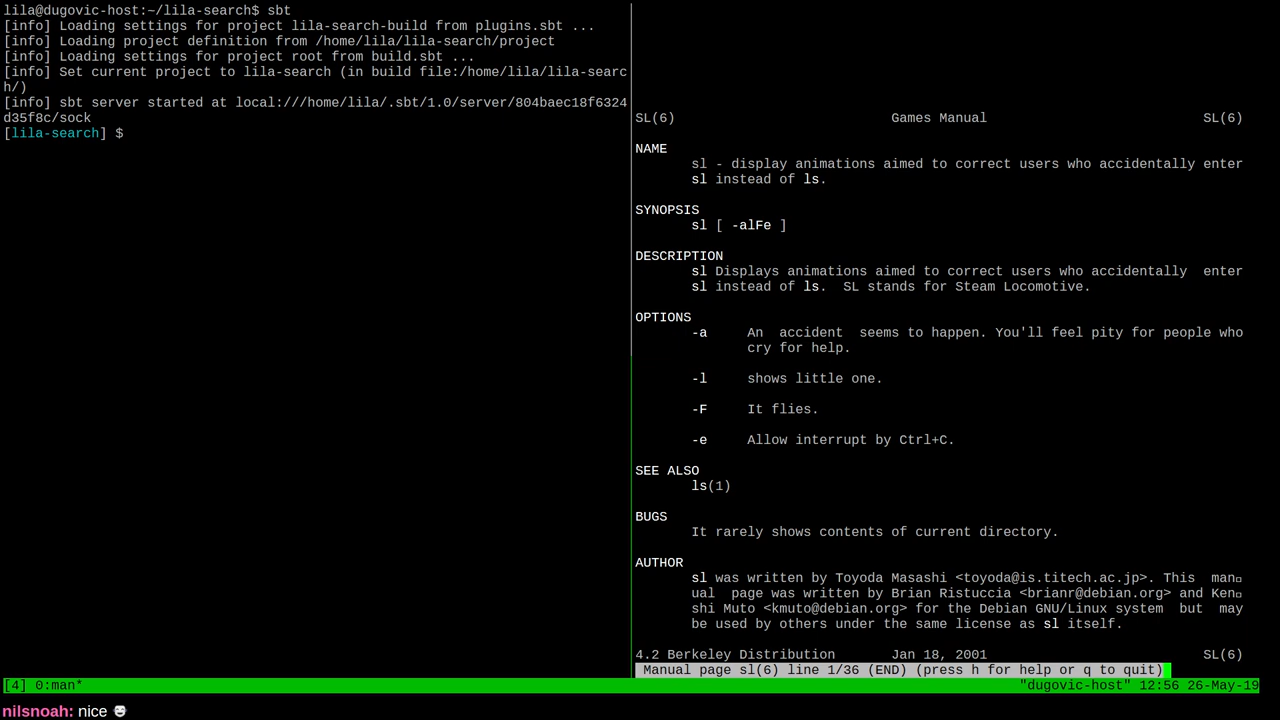 lila@dugovic-host:~/lila-search$ sbt
[info] Loading settings for project lila-search-build from plugins.sbt ...
[info] Loading project definition from /home/lila/lila-search/project
[info] Loading settings for project root from build.sbt ...
[info] Set current project to lila-search (in build file:/home/lila/lila-searc
h/)
[info] sbt server started at local:///home/lila/.sbt/1.0/server/804baec18f6324
d35f8c/sock
[lila-search] $
SL(6) Games Manual SL(6)
NAME
sl - display animations aimed to correct users who accidentally enter
sl instead of ls.
SYNOPSIS
sl [ -alFe ]
DESCRIPTION
sl Displays animations aimed to correct users who accidentally enter
sl instead of ls. SL stands for Steam Locomotive.
OPTIONS
-a An accident seems to happen. You'll feel pity for people who
cry for help.
-l shows little one.
-F It flies.
-e Allow interrupt by Ctrl+C.
SEE ALSO
ls(1)
BUGS
It rarely shows contents of current directory.
AUTHOR
sl was written by Toyoda Masashi <toyoda@is.titech.ac.jp>. This man▯
ual page was written by Brian Ristuccia <brianr@debian.org> and Ken▯
shi Muto <kmuto@debian.org> for the Debian GNU/Linux system but may
be used by others under the same license as sl itself.
4.2 Berkeley Distribution Jan 18, 2001 SL(6)
Manual page sl(6) line 1/36 (END) (press h for help or q to quit)
[4] 0:man* "dugovic-host" 12:56 26-May-19
nilsnoah: nice 😁